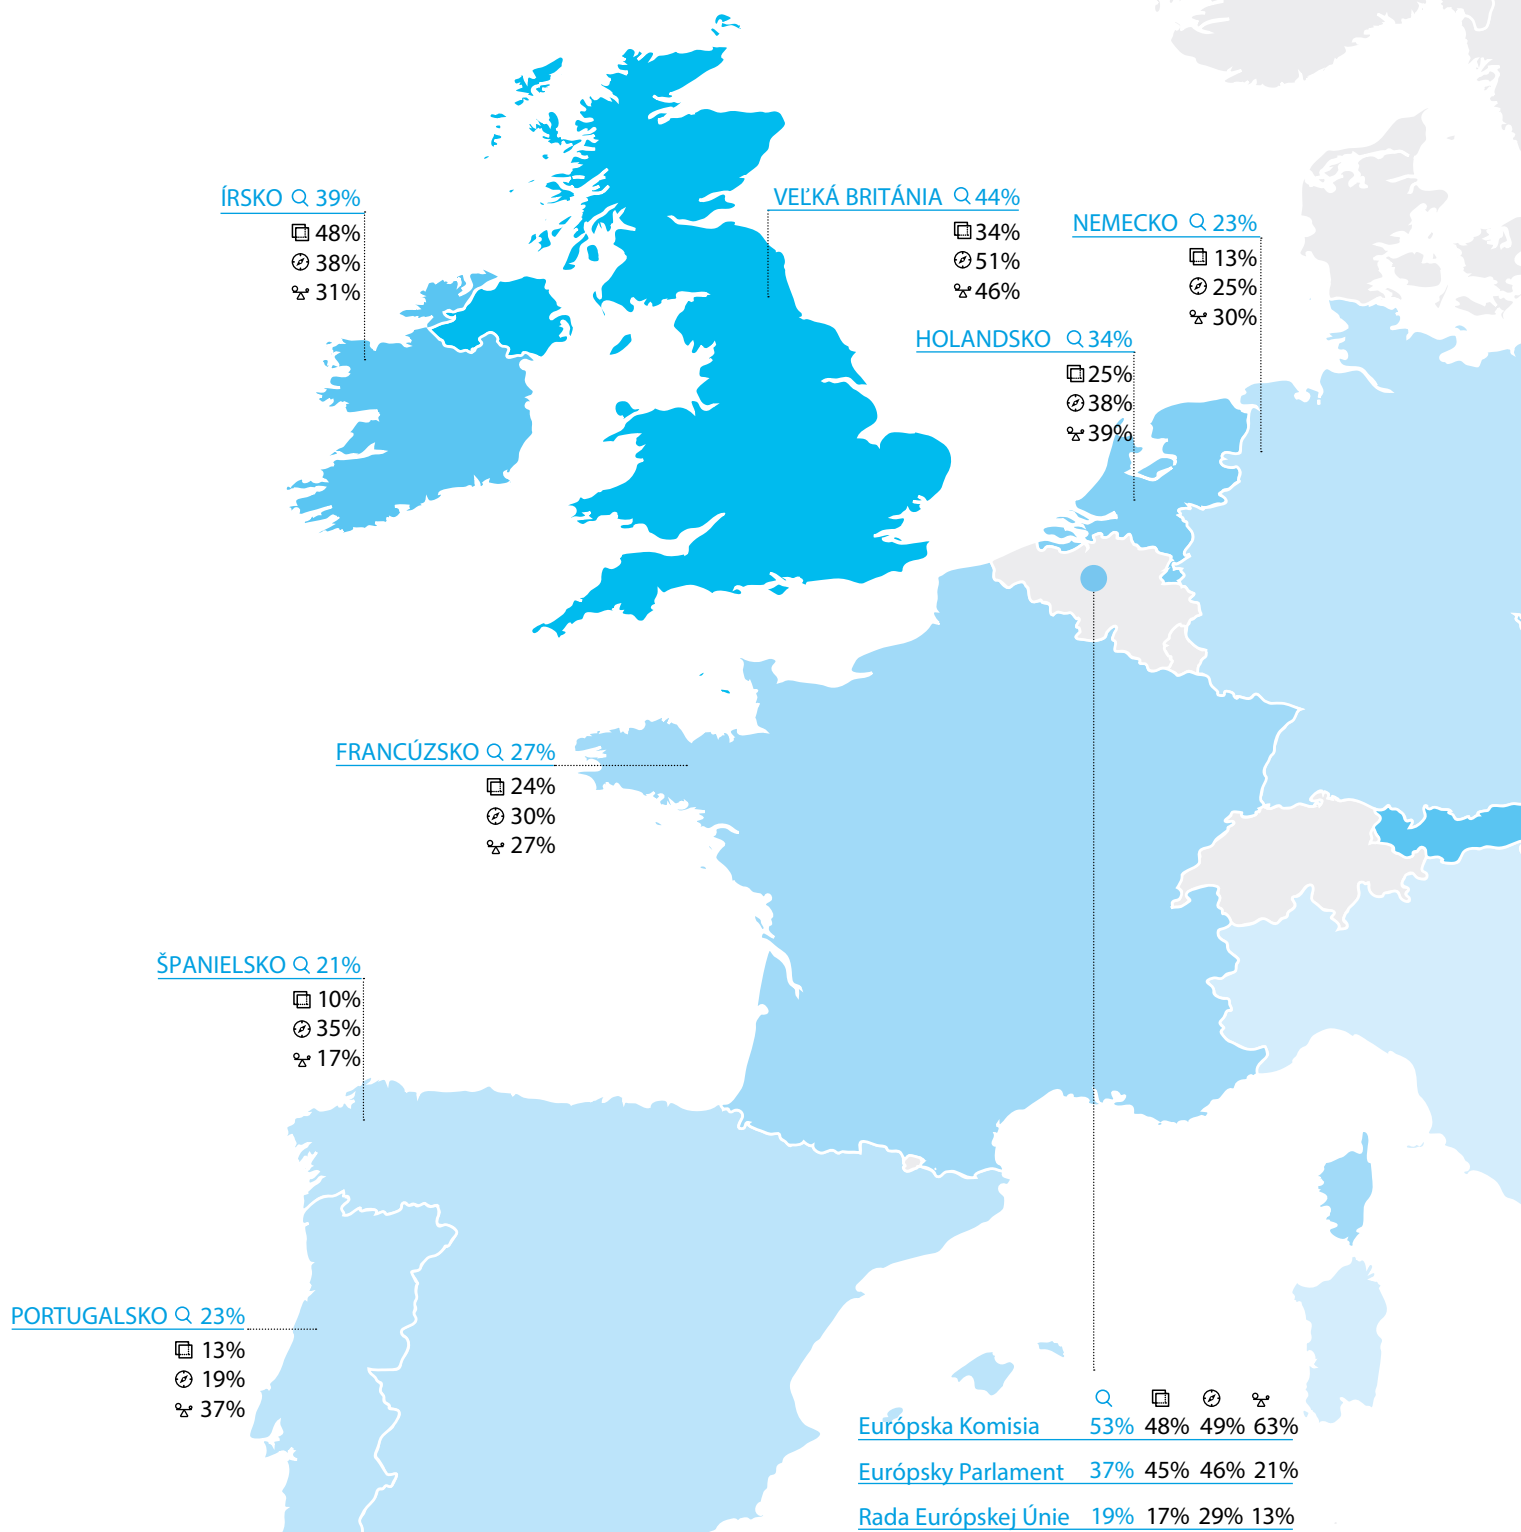 ÍRSKO 39%
48%
38%
31%
VEĽKÁ BRITÁNIA 44%
34%
51%
46%
NEMECKO 23%
13%
25%
30%
HOLANDSKO 34%
25%
38%
39%
FRANCÚZSKO 27%
24%
30%
27%
ŠPANIELSKO 21%
10%
35%
17%
PORTUGALSKO 23%
13%
19%
37%
Európska Komisia 53% 48% 49% 63%
Európsky Parlament 37% 45% 46% 21%
Rada Európskej Únie 19% 17% 29% 13%